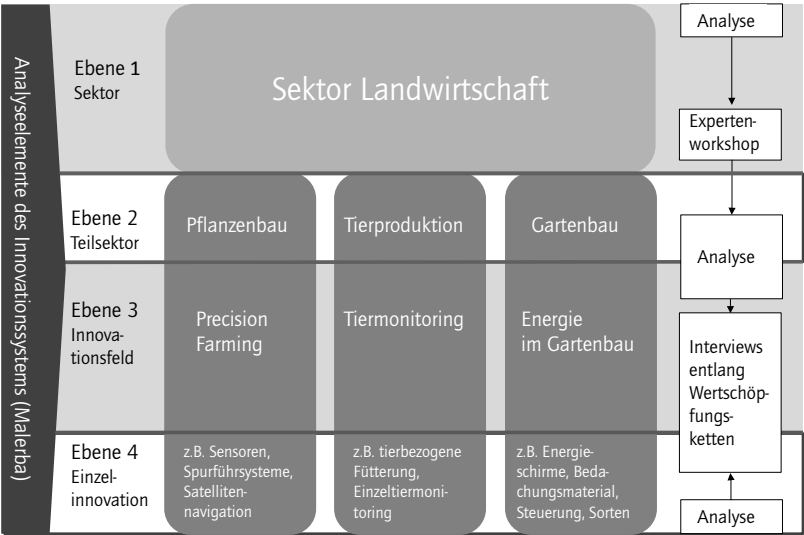 Analyseelemente des Innovationssystems (Malerba)
Ebene 1
Sektor
Sektor Landwirtschaft
Analyse
Experten-
workshop
Ebene 2
Teilsektor
Pflanzenbau
Tierproduktion
Gartenbau
Analyse
Ebene 3
Innova-
tionsfeld
Precision
Farming
Tiermonitoring
Energie
im Gartenbau
Interviews
entlang
Wertschöp-
fungs-
ketten
Ebene 4
Einzel-
innovation
z.B. Sensoren,
Spurführsysteme,
Satelliten-
navigation
z.B. tierbezogene
Fütterung,
Einzeltiermoni-
toring
z.B. Energie-
schirme, Beda-
chungsmaterial,
Steuerung, Sorten
Analyse